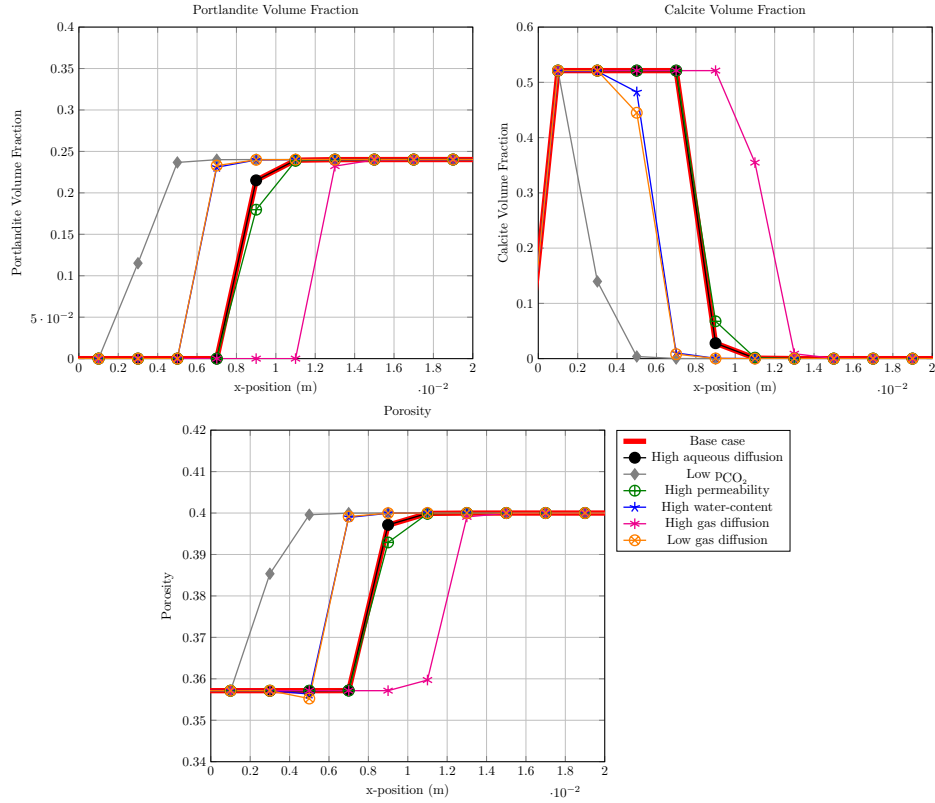 Portlandite Volume Fraction
Calcite Volume Fraction
0.4
0.35
0.3
0.25
0.2
0.15
0.1
5 · 10⁻²
0
Portlandite Volume Fraction
0 0.2 0.4 0.6 0.8 1 1.2 1.4 1.6 1.8 2
x-position (m)
·10⁻²
0.6
0.5
0.4
0.3
0.2
0.1
0
Calcite Volume Fraction
0 0.2 0.4 0.6 0.8 1 1.2 1.4 1.6 1.8 2
x-position (m)
·10⁻²
Porosity
0.42
0.41
0.4
0.39
0.38
0.37
0.36
0.35
0.34
Porosity
0 0.2 0.4 0.6 0.8 1 1.2 1.4 1.6 1.8 2
x-position (m)
·10⁻²
Base case
High aqueous diffusion
Low pCO₂
High permeability
High water-content
High gas diffusion
Low gas diffusion